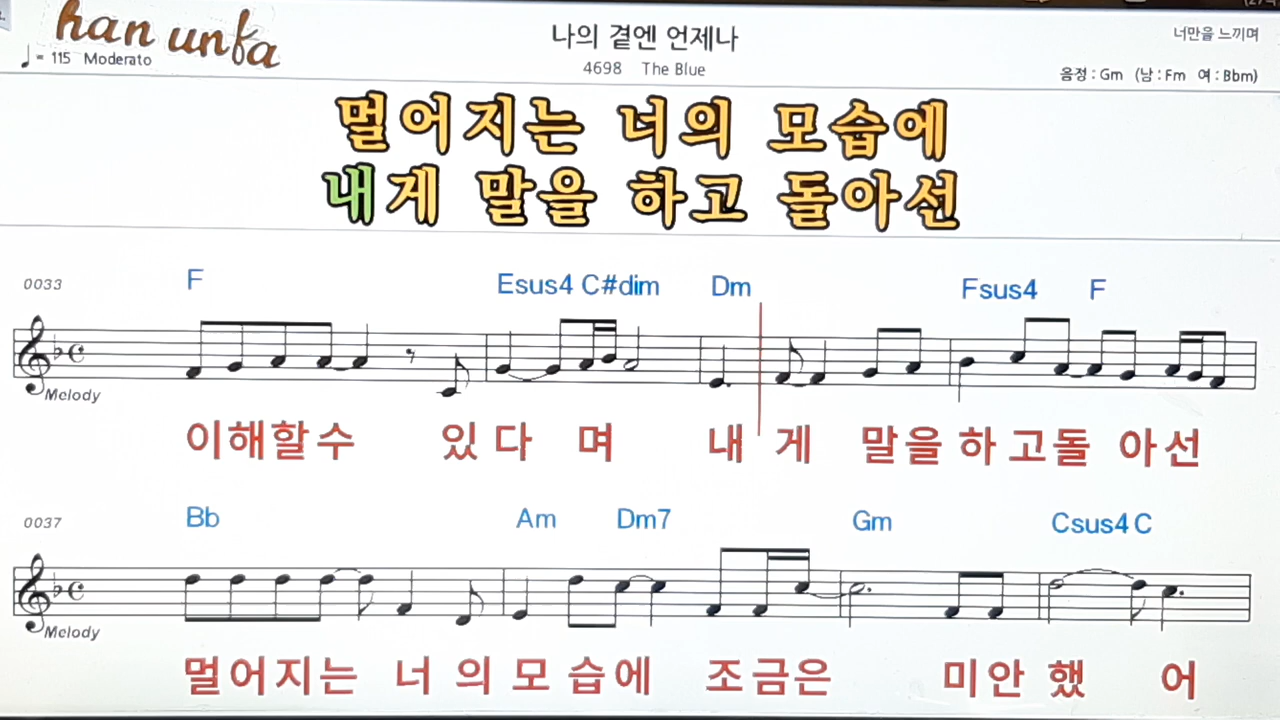 han unfa
나의 곁엔 언제나
너만을 느끼며
♩ = 115 Moderato
4698 The Blue
음정 : Gm (남 : Fm 여 : Bbm)
멀어지는 너의 모습에
내게 말을 하고 돌아선
0033 F Esus4 C#dim Dm Fsus4 F
Melody
이해할수 있다며 내게 말을하고돌 아선
0037 Bb Am Dm7 Gm Csus4 C
Melody
멀어지는 너의모습에 조금은 미안했 어